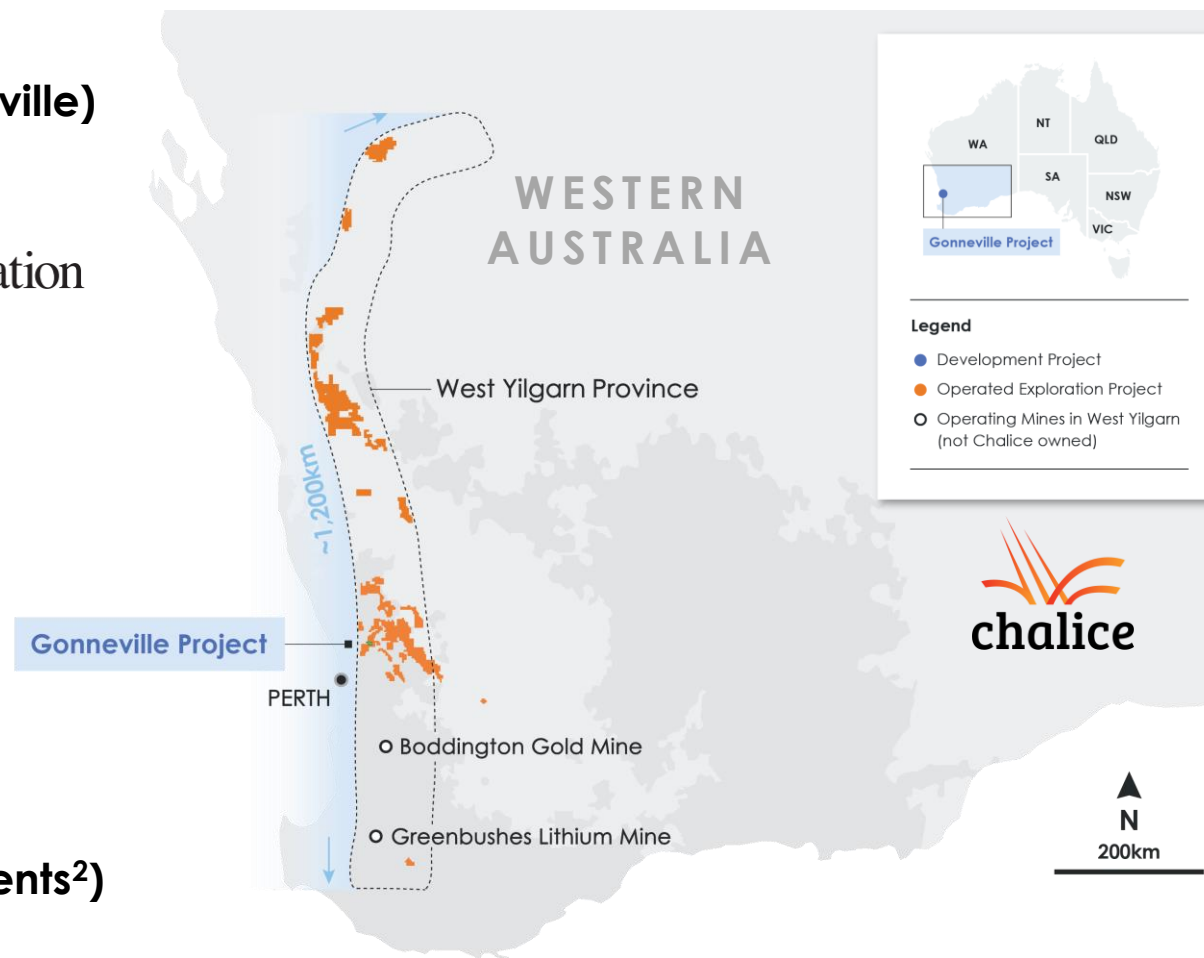 ville)
ation
ents²)
WESTERN
AUSTRALIA
West Yilgarn Province
~1,200km
Gonneville Project
PERTH
Boddington Gold Mine
Greenbushes Lithium Mine
WA
NT
QLD
SA
NSW
VIC
Gonneville Project
Legend
Development Project
Operated Exploration Project
Operating Mines in West Yilgarn
(not Chalice owned)
chalice
N
200km